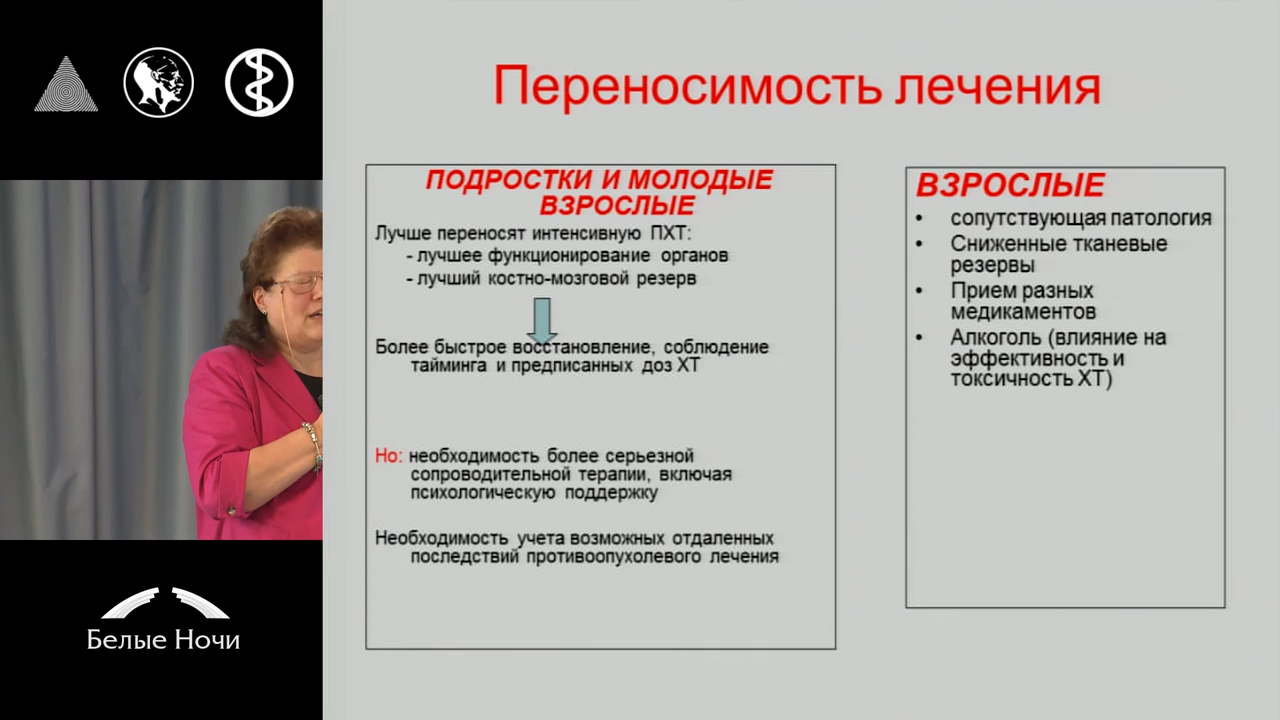 Переносимость лечения
ПОДРОСТКИ И МОЛОДЫЕ
ВЗРОСЛЫЕ
Лучше переносят интенсивную ПХТ:
- лучшее функционирование органов
- лучший костно-мозговой резерв
Более быстрое восстановление, соблюдение
тайминга и предписанных доз ХТ
Но: необходимость более серьезной
сопроводительной терапии, включая
психологическую поддержку
Необходимость учета возможных отдаленных
последствий противоопухолевого лечения
ВЗРОСЛЫЕ
• сопутствующая патология
• Сниженные тканевые
резервы
• Прием разных
медикаментов
• Алкоголь (влияние на
эффективность и
токсичность ХТ)
Белые Ночи